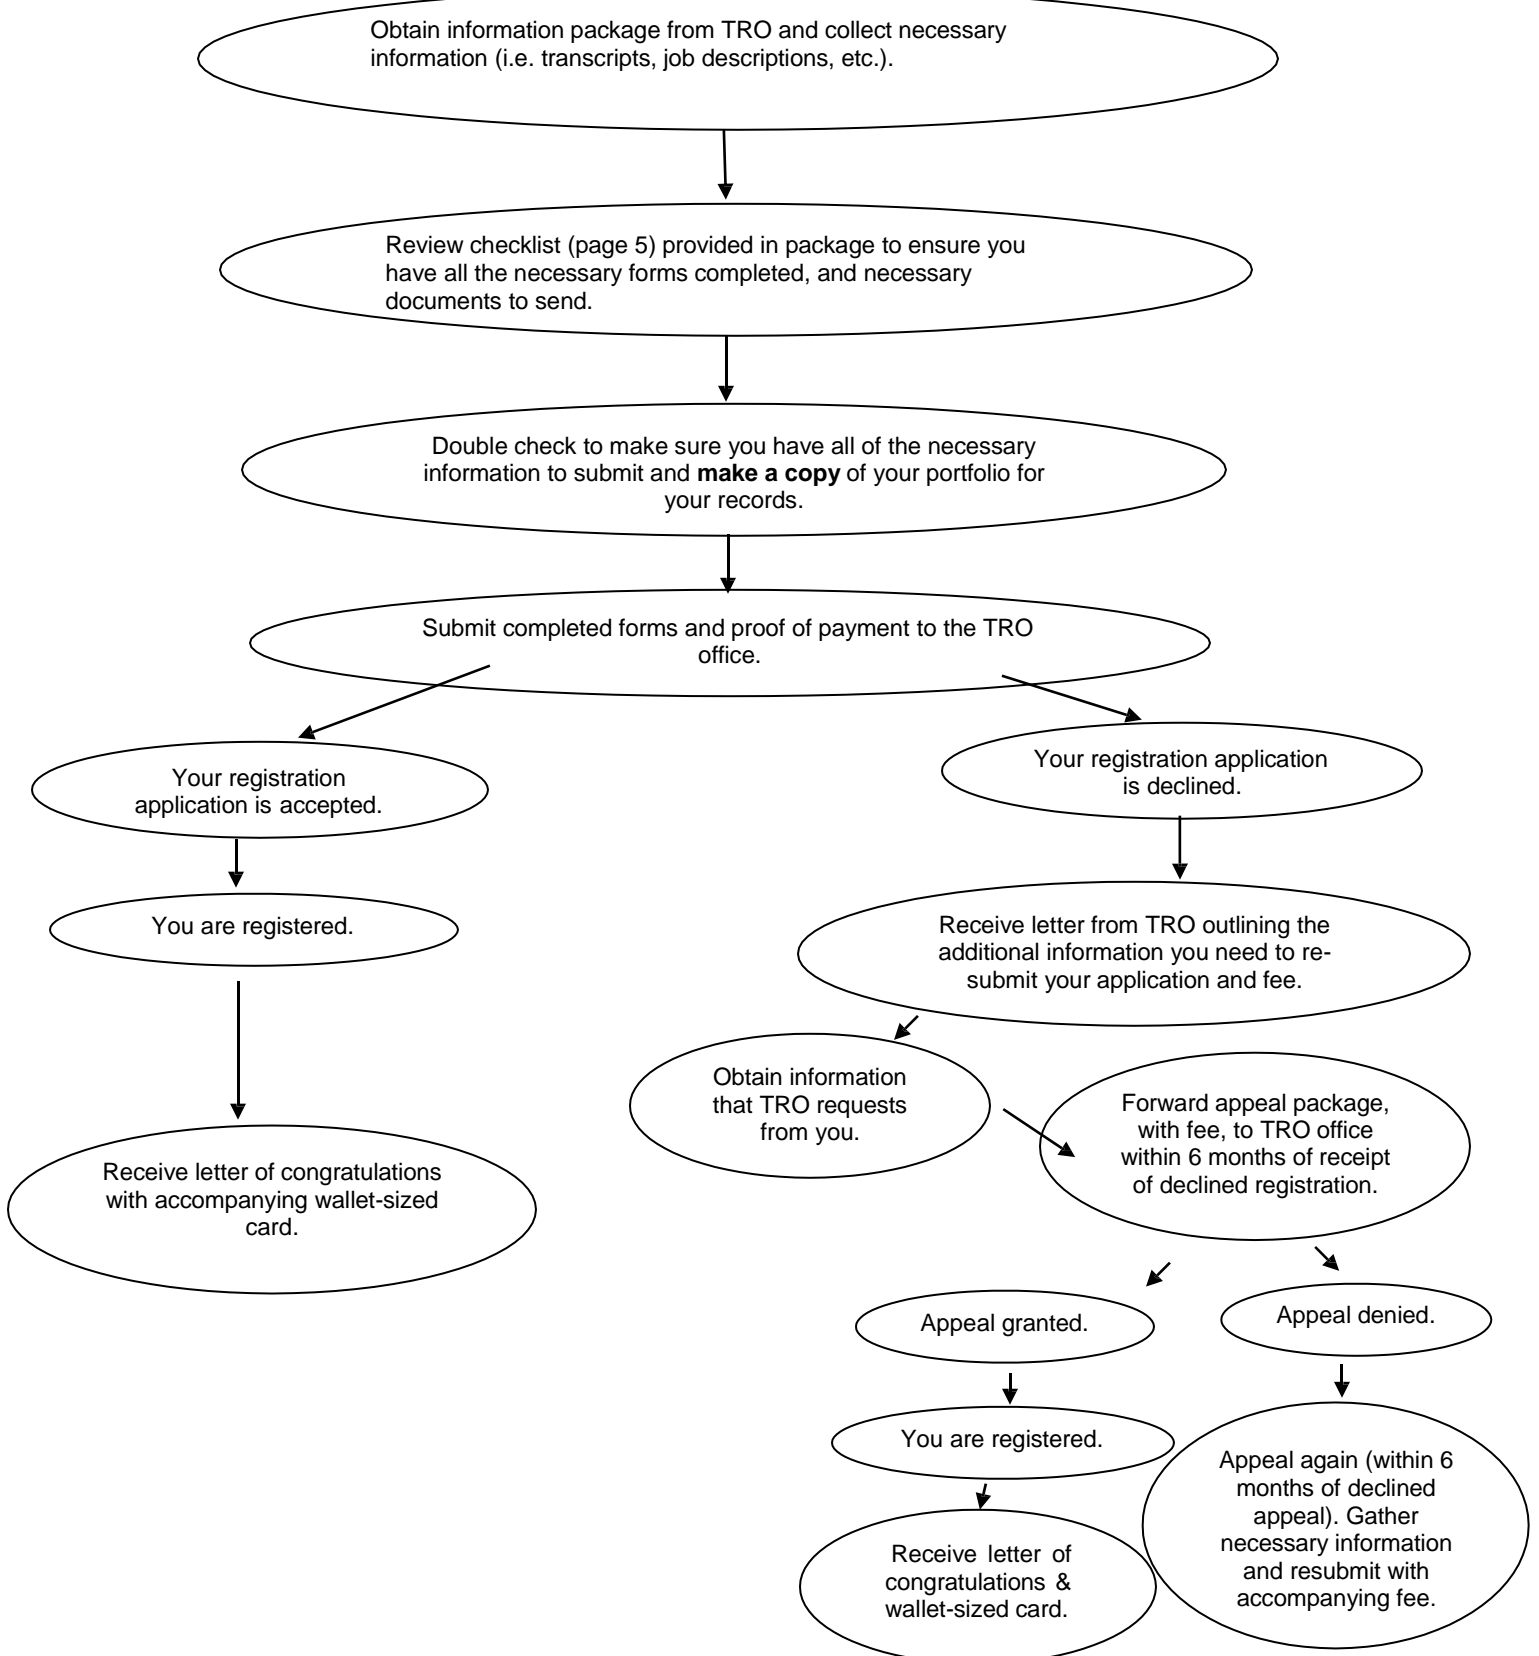 Obtain information package from TRO and collect necessary
information (i.e. transcripts, job descriptions, etc.).
Review checklist (page 5) provided in package to ensure you
have all the necessary forms completed, and necessary
documents to send.
Double check to make sure you have all of the necessary
information to submit and make a copy of your portfolio for
your records.
Submit completed forms and proof of payment to the TRO
office.
Your registration
application is accepted.
You are registered.
Receive letter of congratulations
with accompanying wallet-sized
card.
Your registration application
is declined.
Receive letter from TRO outlining the
additional information you need to re-
submit your application and fee.
Obtain information
that TRO requests
from you.
Forward appeal package,
with fee, to TRO office
within 6 months of receipt
of declined registration.
Appeal granted.
You are registered.
Receive letter of
congratulations &
wallet-sized card.
Appeal denied.
Appeal again (within 6
months of declined
appeal). Gather
necessary information
and resubmit with
accompanying fee.